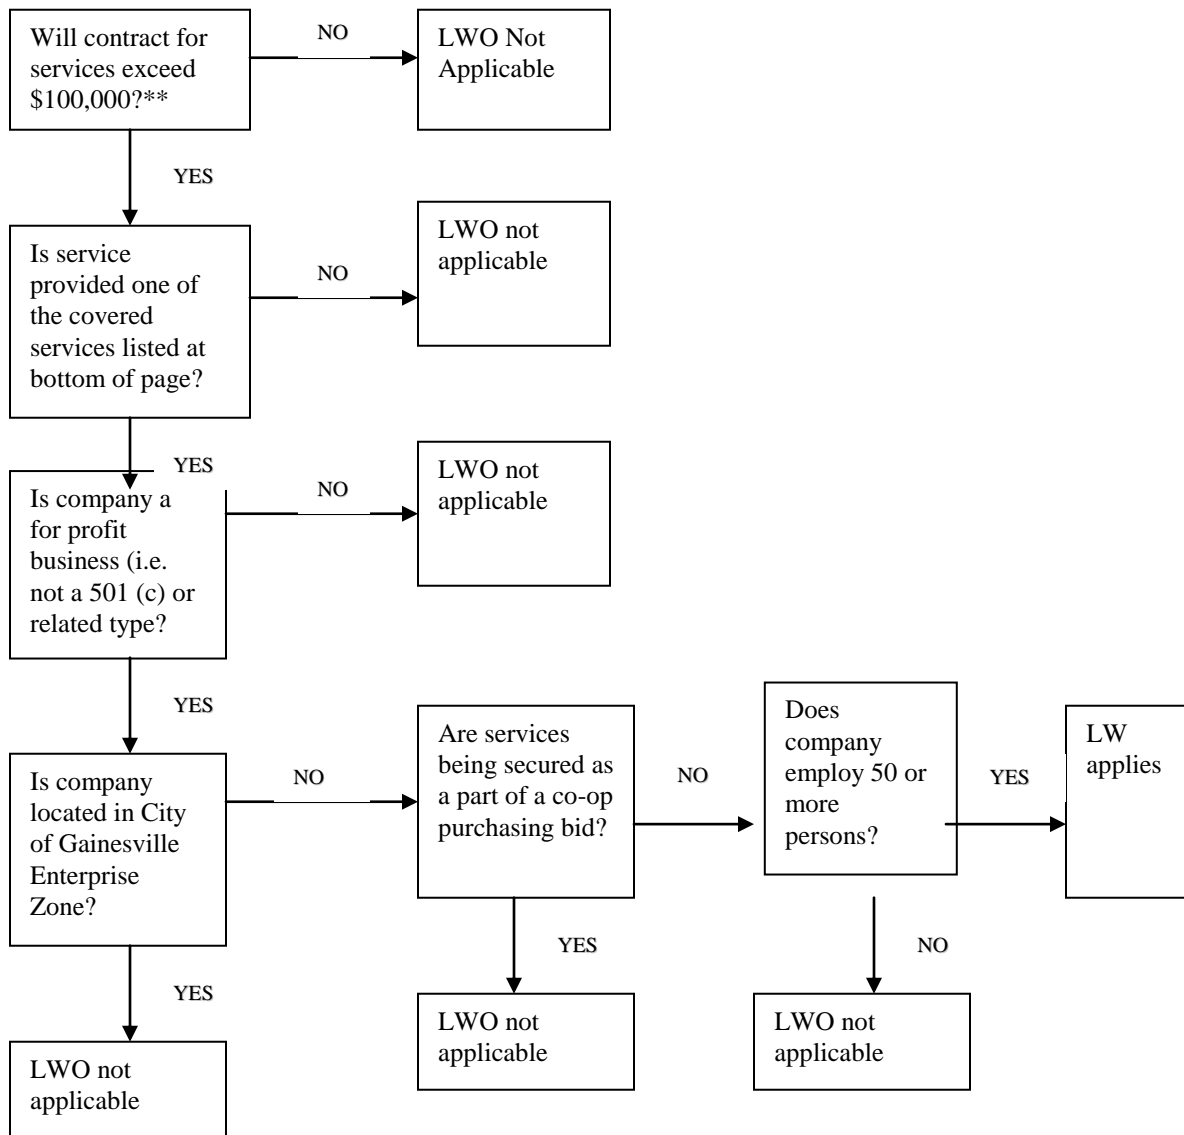 Will contract for
services exceed
$100,000?**
NO
LWO Not
Applicable
YES
Is service
provided one of
the covered
services listed at
bottom of page?
NO
LWO not
applicable
YES
Is company a
for profit
business (i.e.
not a 501 (c) or
related type?
NO
LWO not
applicable
YES
Is company
located in City
of Gainesville
Enterprise
Zone?
NO
Are services
being secured as
a part of a co-op
purchasing bid?
NO
Does
company
employ 50 or
more
persons?
YES
LW
applies
YES
LWO not
applicable
YES
LWO not
applicable
NO
LWO not
applicable